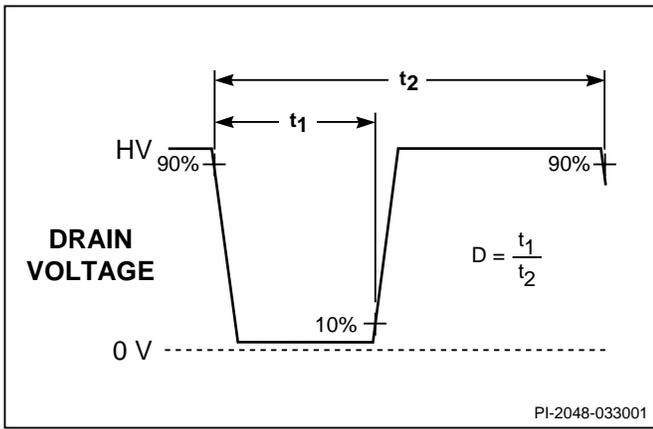 t2
t1
HV
90%
90%
DRAIN
VOLTAGE
D = t1
t2
10%
0 V
PI-2048-033001